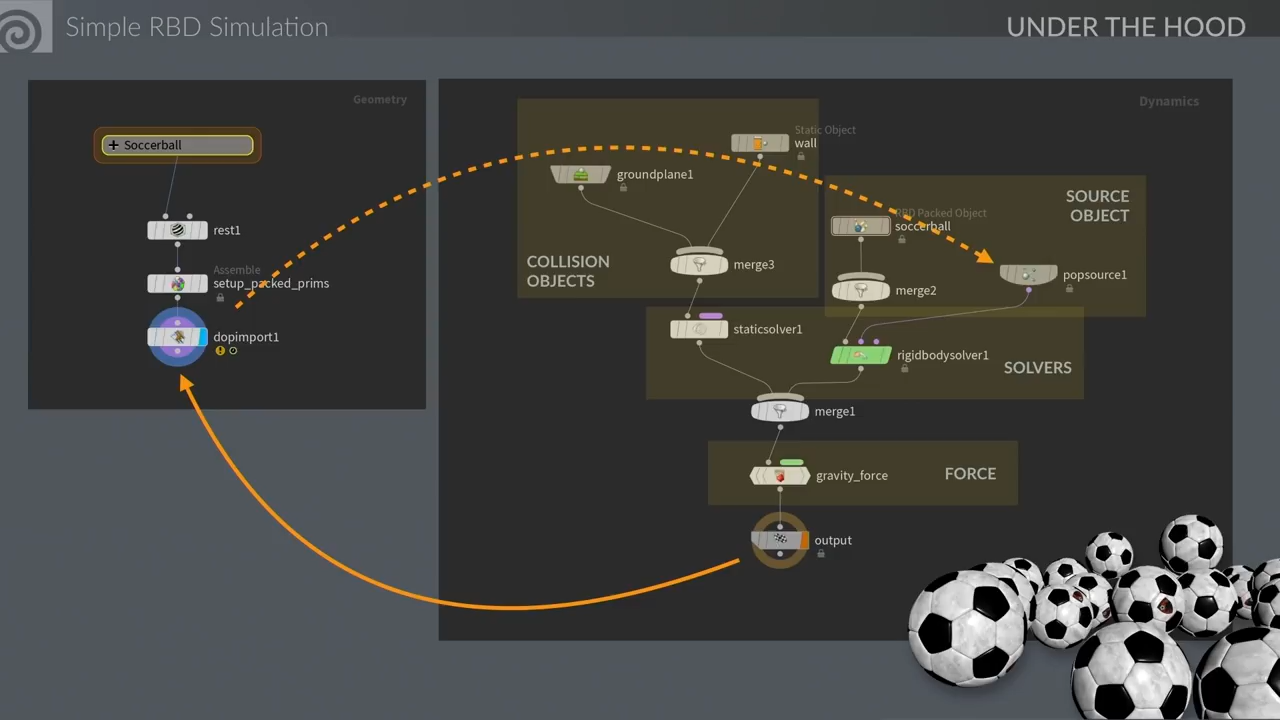 Simple RBD Simulation
UNDER THE HOOD
Geometry
Soccerball
rest1
Assemble
setup_packed_prims
dopimport1
Dynamics
Static Object
wall
groundplane1
COLLISION
OBJECTS
merge3
SOURCE
OBJECT
RBD Packed Object
soccerball
popsource1
merge2
staticsolver1
rigidbodysolver1
SOLVERS
merge1
gravity_force
FORCE
output